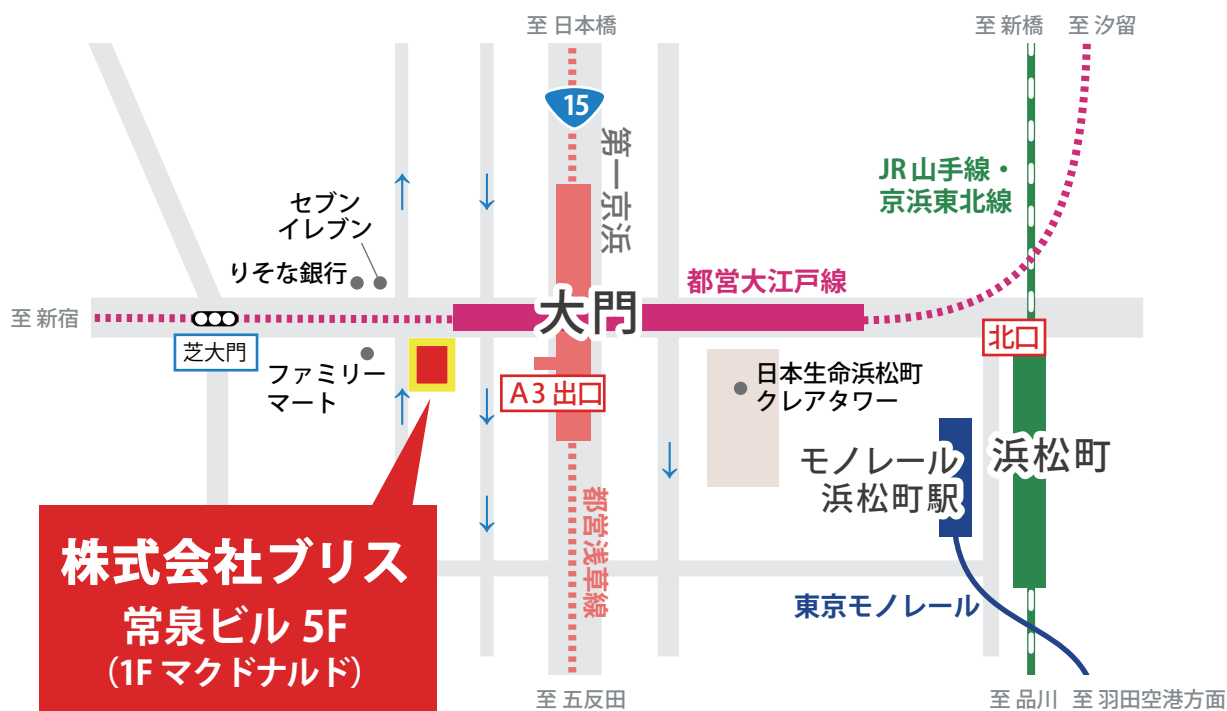 至 日本橋
至 新橋
至 汐留
15
第一京浜
JR 山手線・
京浜東北線
セブン
イレブン
りそな銀行
都営大江戸線
至 新宿
大門
芝大門
北口
ファミリー
マート
A3 出口
日本生命浜松町
クレアタワー
モノレール
浜松町駅
浜松町
都営浅草線
株式会社ブリス
常泉ビル 5F
(1F マクドナルド)
東京モノレール
至 五反田
至 品川
至 羽田空港方面